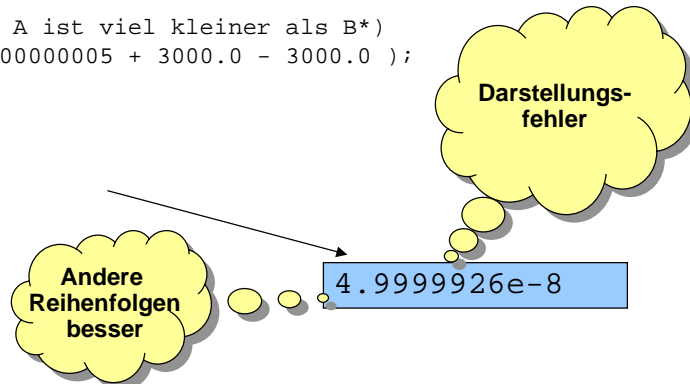 A ist viel kleiner als B*)
00000005 + 3000.0 - 3000.0 );
Darstellungs-
fehler
4.9999926e-8
Andere
Reihenfolgen
besser